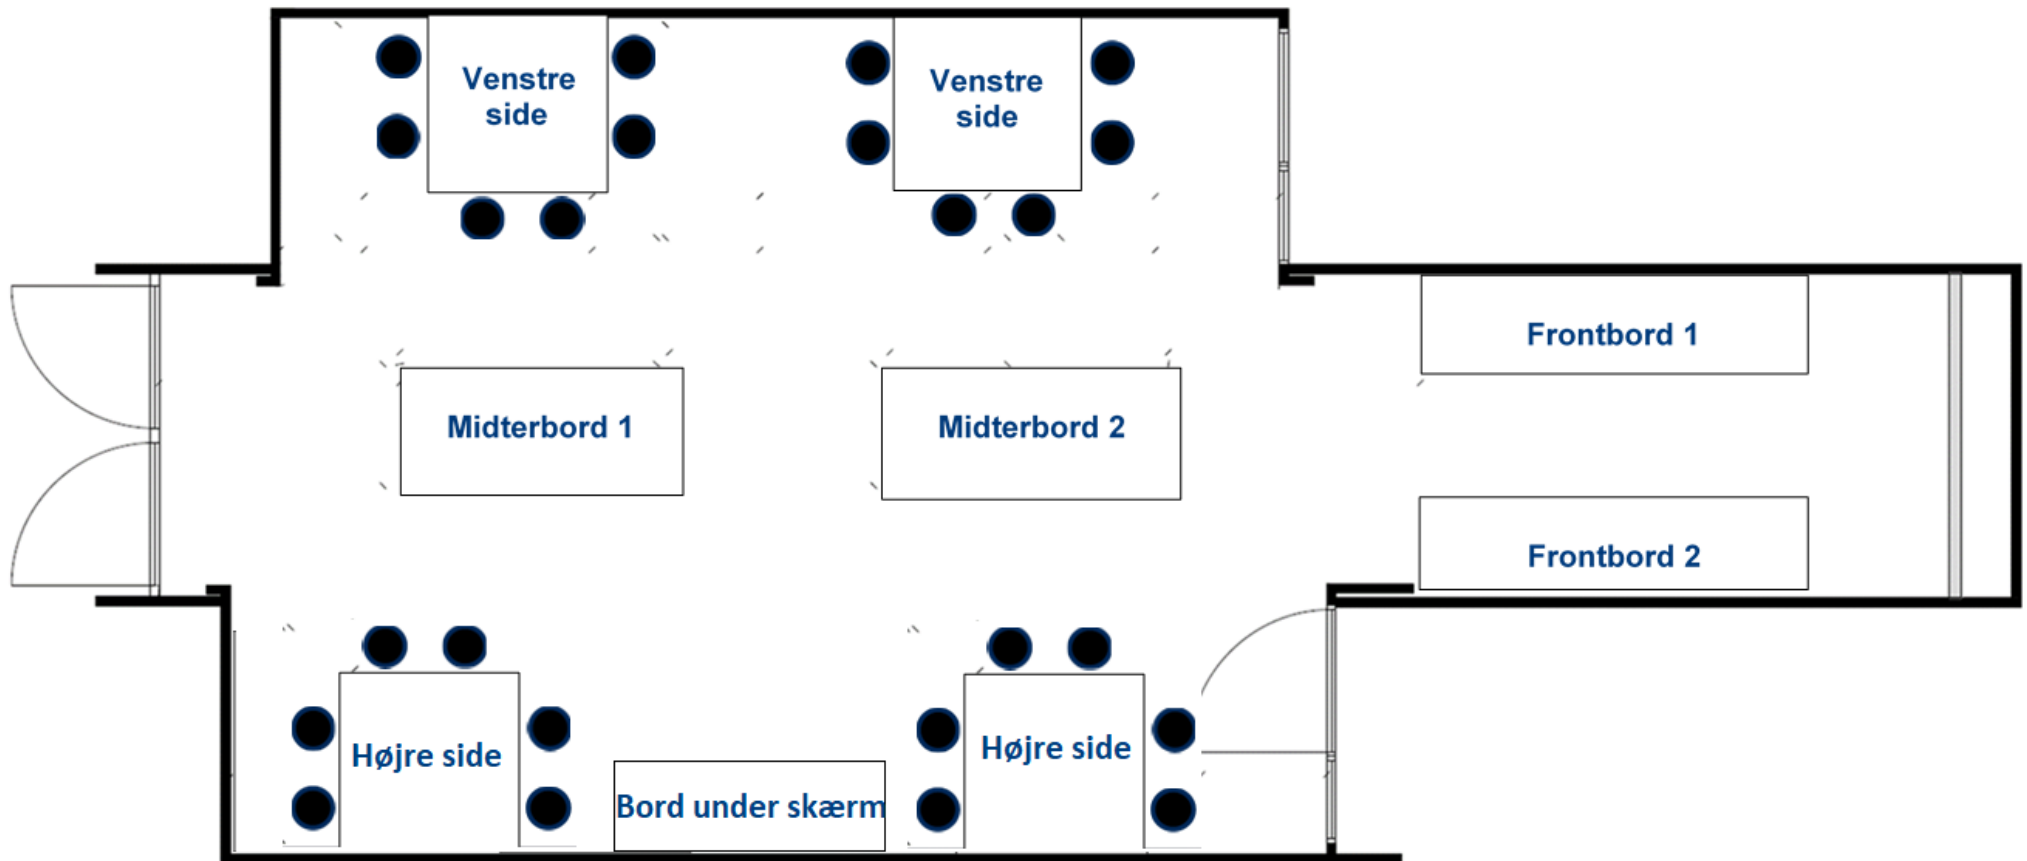 Venstre
side
Venstre
side
Frontbord 1
Midterbord 1
Midterbord 2
Frontbord 2
Højre side
Højre side
Bord under skærm